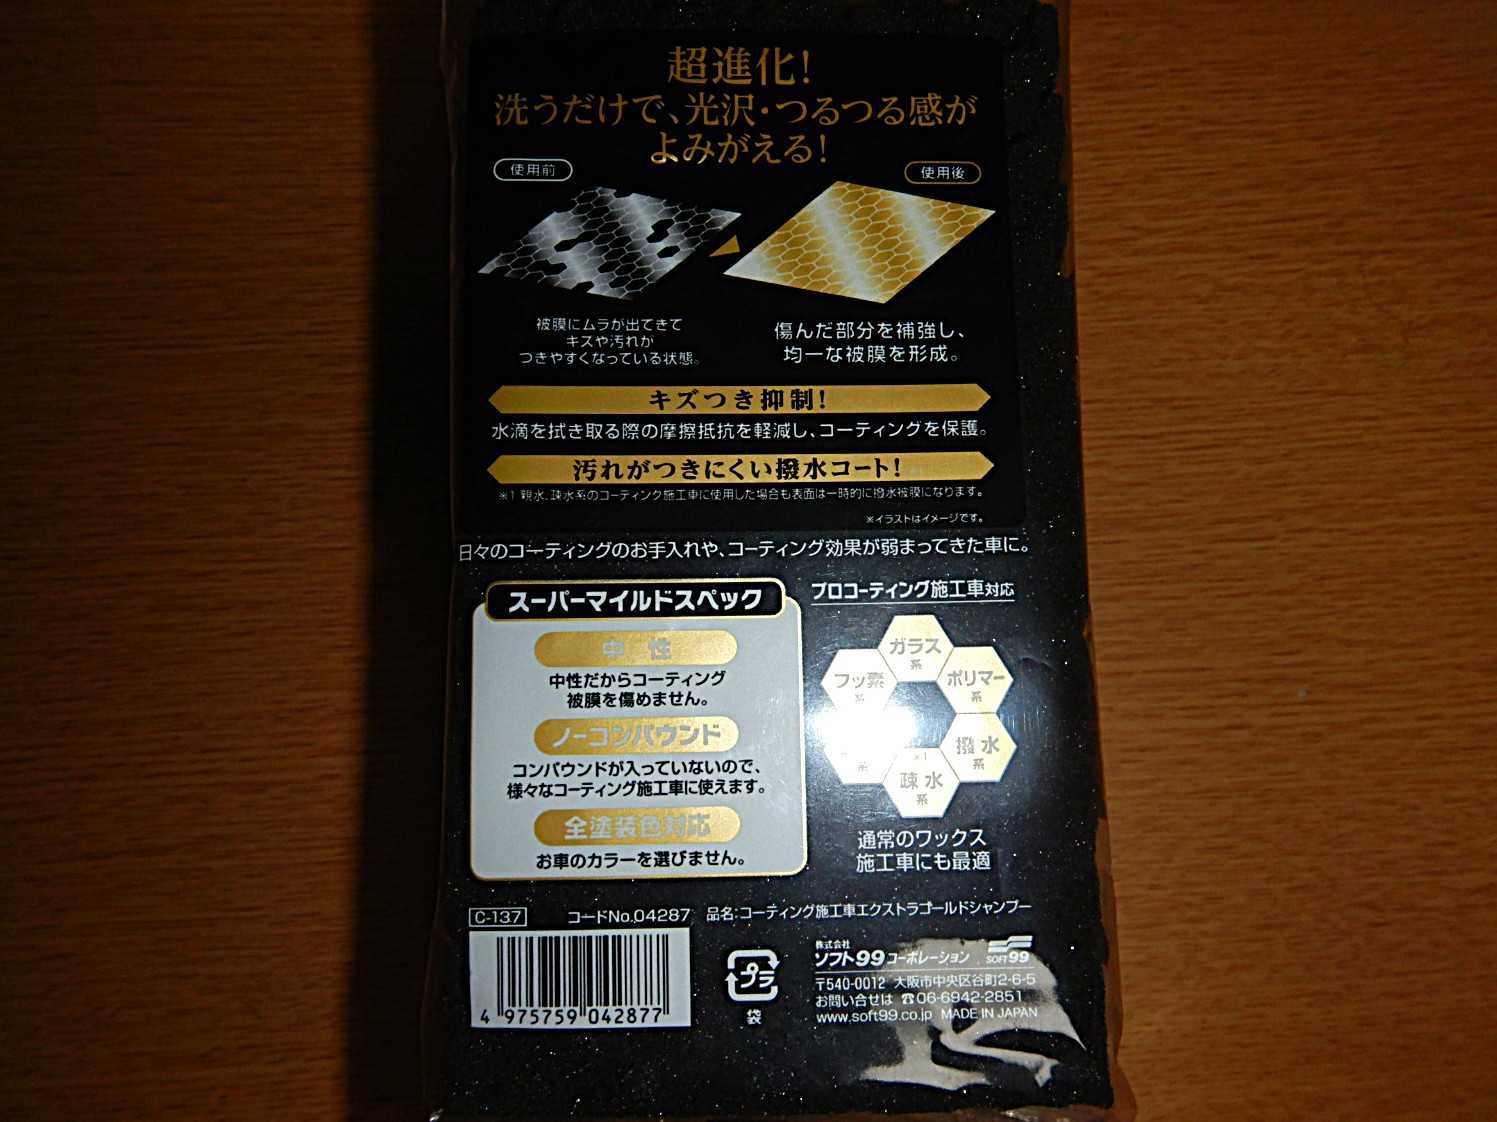 超進化!
洗うだけで、光沢・つるつる感が
よみがえる!
使用前
使用後
被膜にムラが出てきて
キズや汚れが
つきやすくなっている状態。
傷んだ部分を補強し、
均一な被膜を形成。
キズつき抑制!
水滴を拭き取る際の摩擦抵抗を軽減し、コーティングを保護。
汚れがつきにくい撥水コート!
※1 親水、疎水系のコーティング施工車に使用した場合も表面は一時的に撥水被膜になります。
※イラストはイメージです。
日々のコーティングのお手入れや、コーティング効果が弱まってきた車に。
スーパーマイルドスペック
中性
中性だからコーティング
被膜を傷めません。
ノーコンパウンド
コンパウンドが入っていないので、
様々なコーティング施工車に使えます。
全塗装色対応
お車のカラーを選びません。
プロコーティング施工車対応
ガラス
系
フッ素
系
ポリマー
系
系
撥水
系
※1
疎水
系
通常のワックス
施工車にも最適
C-137
コードNo.04287 品名:コーティング施工車エクストラゴールドシャンプー
4 975759 042877
プラ
袋
株式会社
ソフト99コーポレーション
SOFT99
〒540-0012 大阪市中央区谷町2-6-5
お問い合せは ☎06-6942-2851
www.soft99.co.jp MADE IN JAPAN